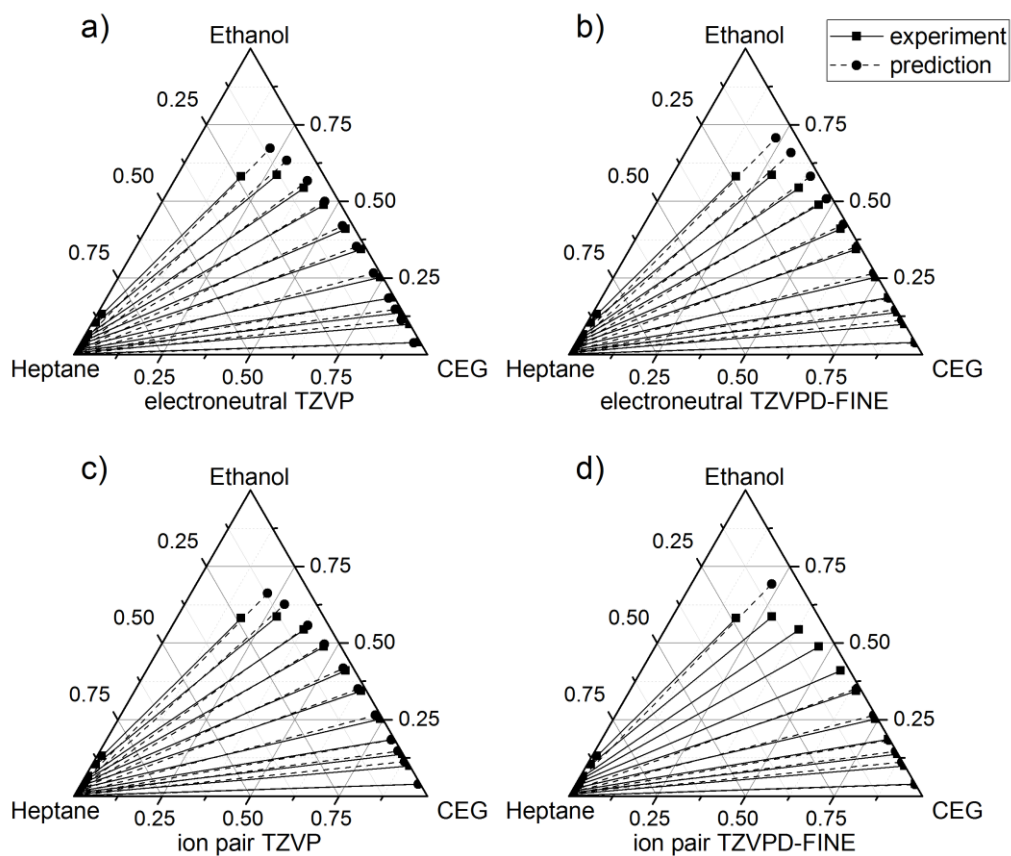 a)
Ethanol
0.25
0.50
0.75
0.75
0.50
0.25
Heptane
CEG
0.25
0.50
0.75
electroneutral TZVP
b)
Ethanol
experiment
prediction
0.25
0.50
0.75
0.75
0.50
0.25
Heptane
CEG
0.25
0.50
0.75
electroneutral TZVPD-FINE
c)
Ethanol
0.25
0.50
0.75
0.75
0.50
0.25
Heptane
CEG
0.25
0.50
0.75
ion pair TZVP
d)
Ethanol
0.25
0.50
0.75
0.75
0.50
0.25
Heptane
CEG
0.25
0.50
0.75
ion pair TZVPD-FINE